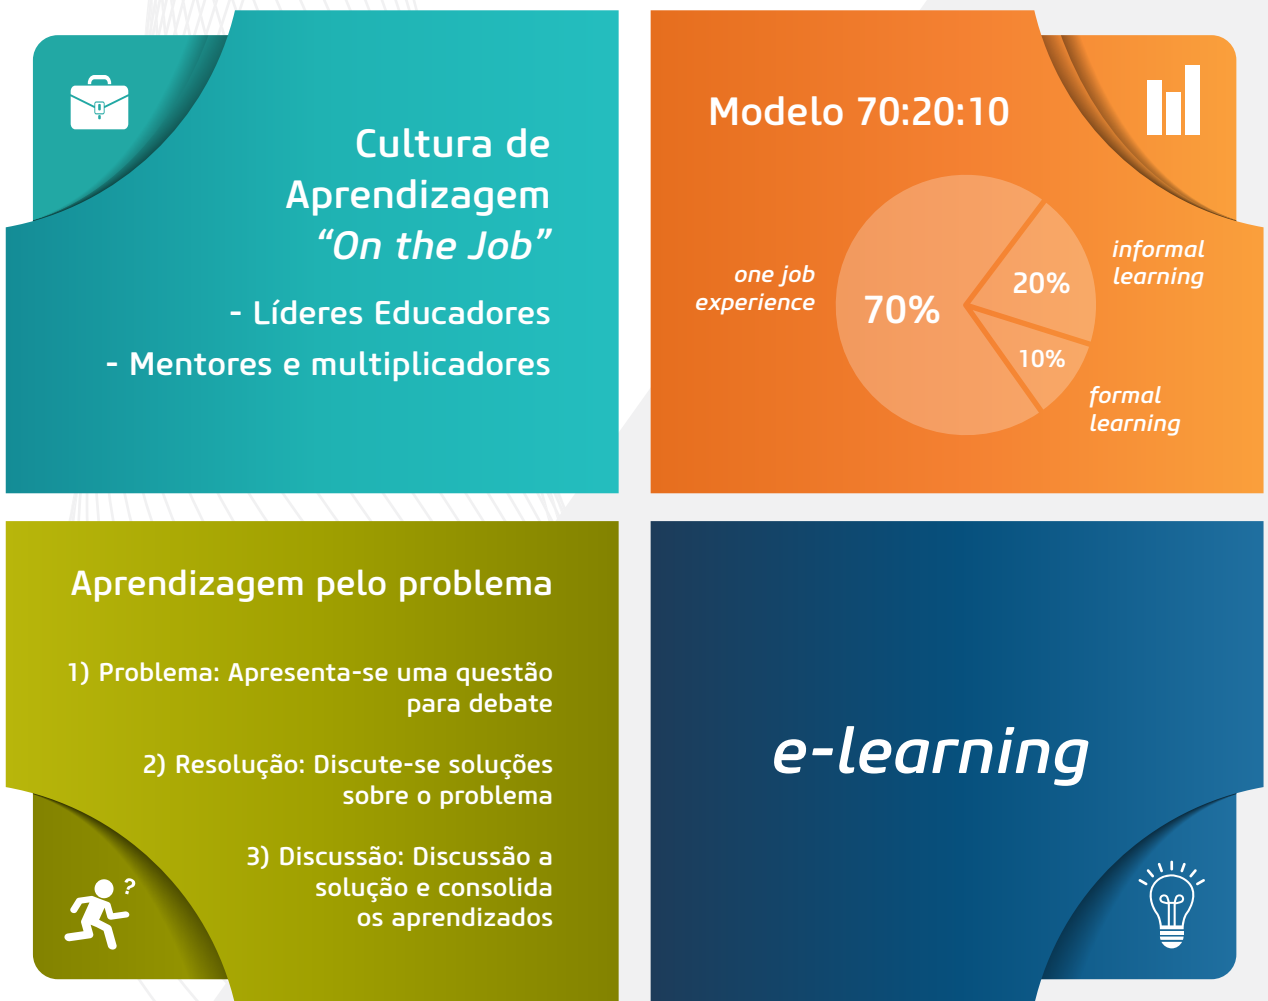 Cultura de
Aprendizagem
“On the Job”
- Líderes Educadores
- Mentores e multiplicadores
Modelo 70:20:10
one job
experience
70%
20%
10%
informal
learning
formal
learning
Aprendizagem pelo problema
1) Problema: Apresenta-se uma questão
para debate
2) Resolução: Discute-se soluções
sobre o problema
3) Discussão: Discussão a
solução e consolida
os aprendizados
?
e-learning